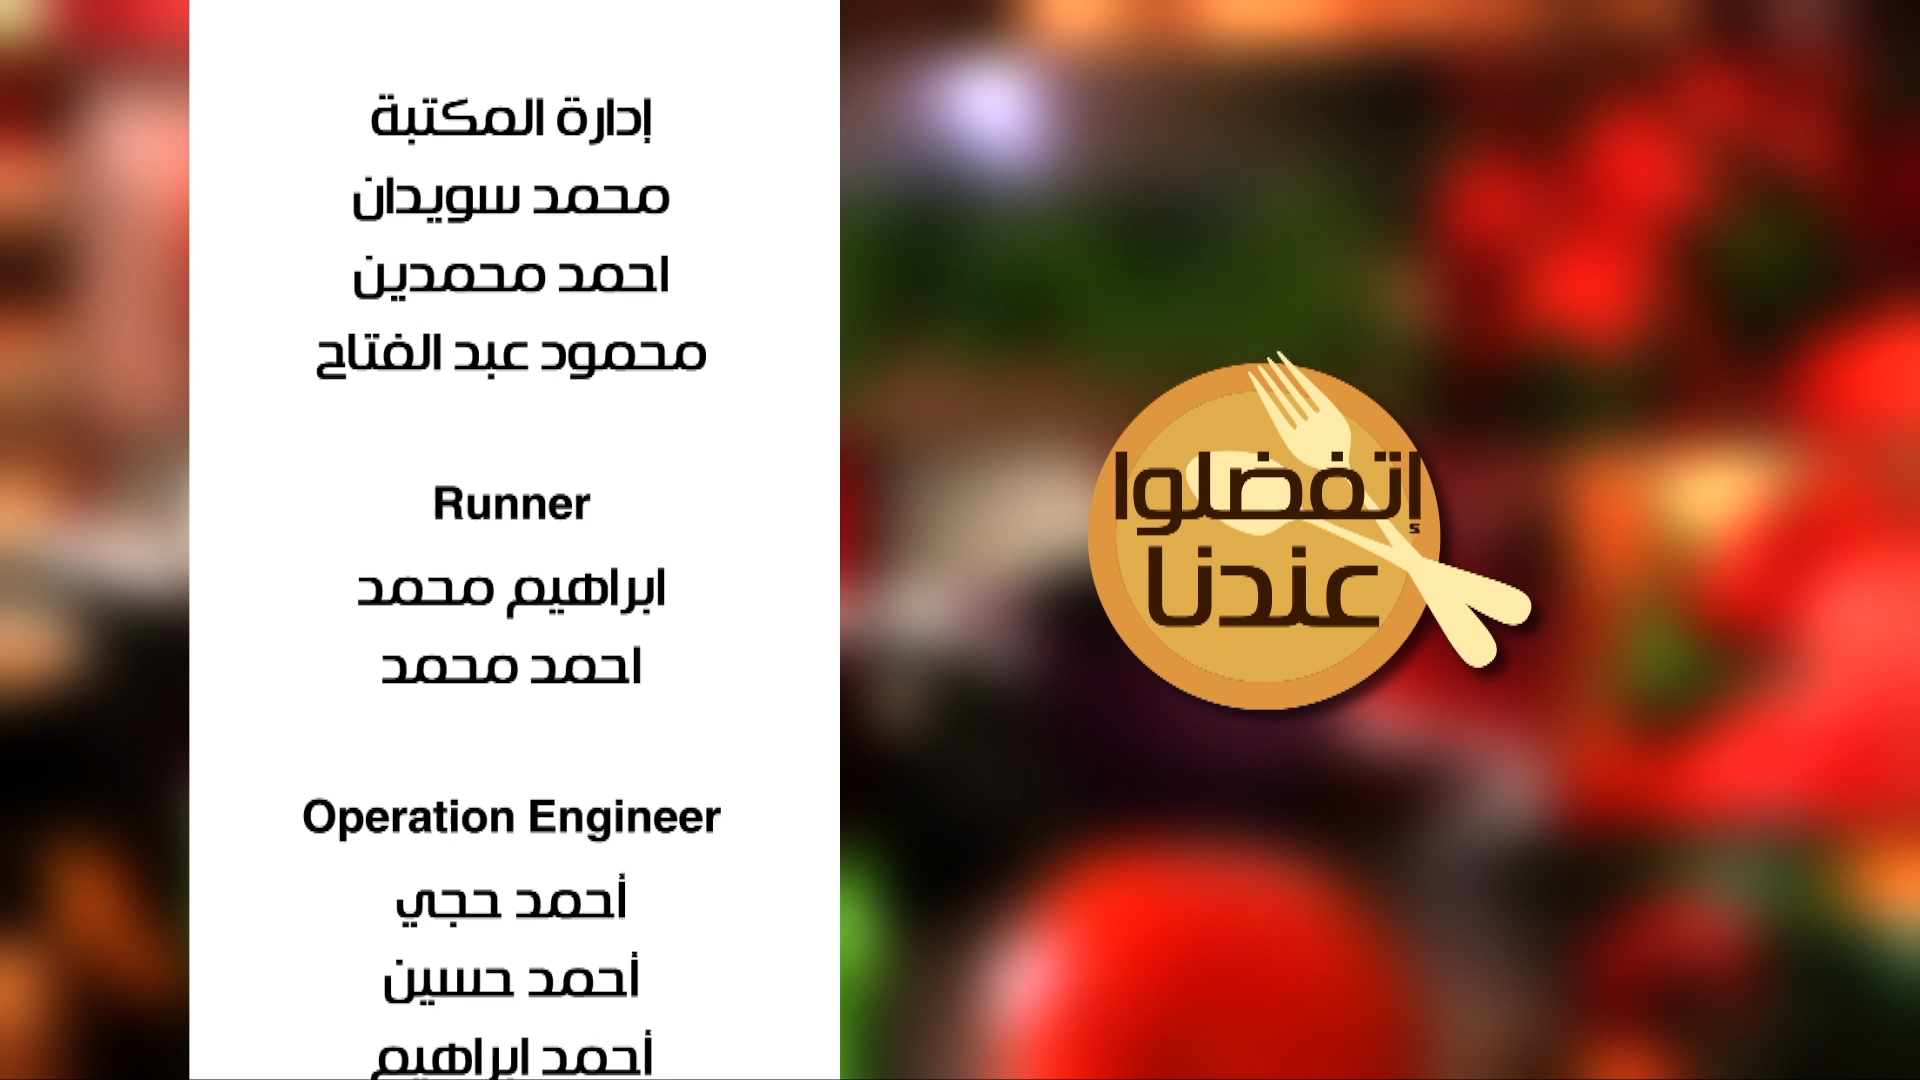 إدارة المكتبة
محمد سويدان
احمد محمدين
محمود عبد الفتاح
Runner
ابراهيم محمد
احمد محمد
Operation Engineer
أحمد حجي
أحمد حسين
أحمد ابراهيم
إتفضلوا
عندنا